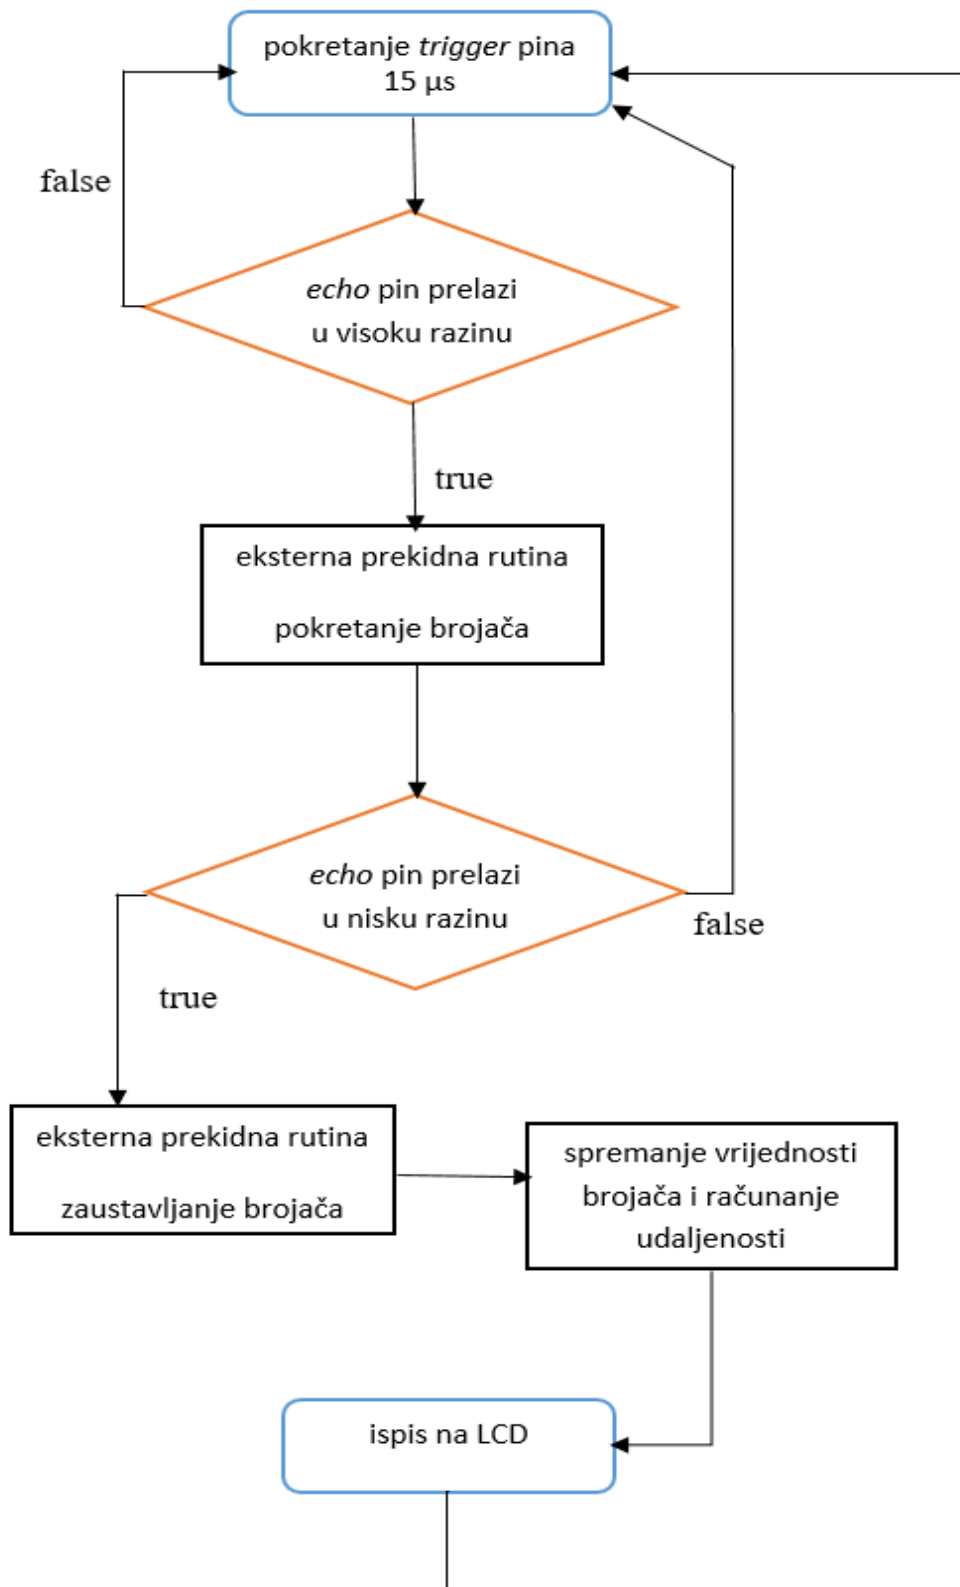 pokretanje trigger pina
15 µs
false
echo pin prelazi
u visoku razinu
true
eksterna prekidna rutina
pokretanje brojača
echo pin prelazi
u nisku razinu
false
true
eksterna prekidna rutina
zaustavljanje brojača
spremanje vrijednosti
brojača i računanje
udaljenosti
ispis na LCD